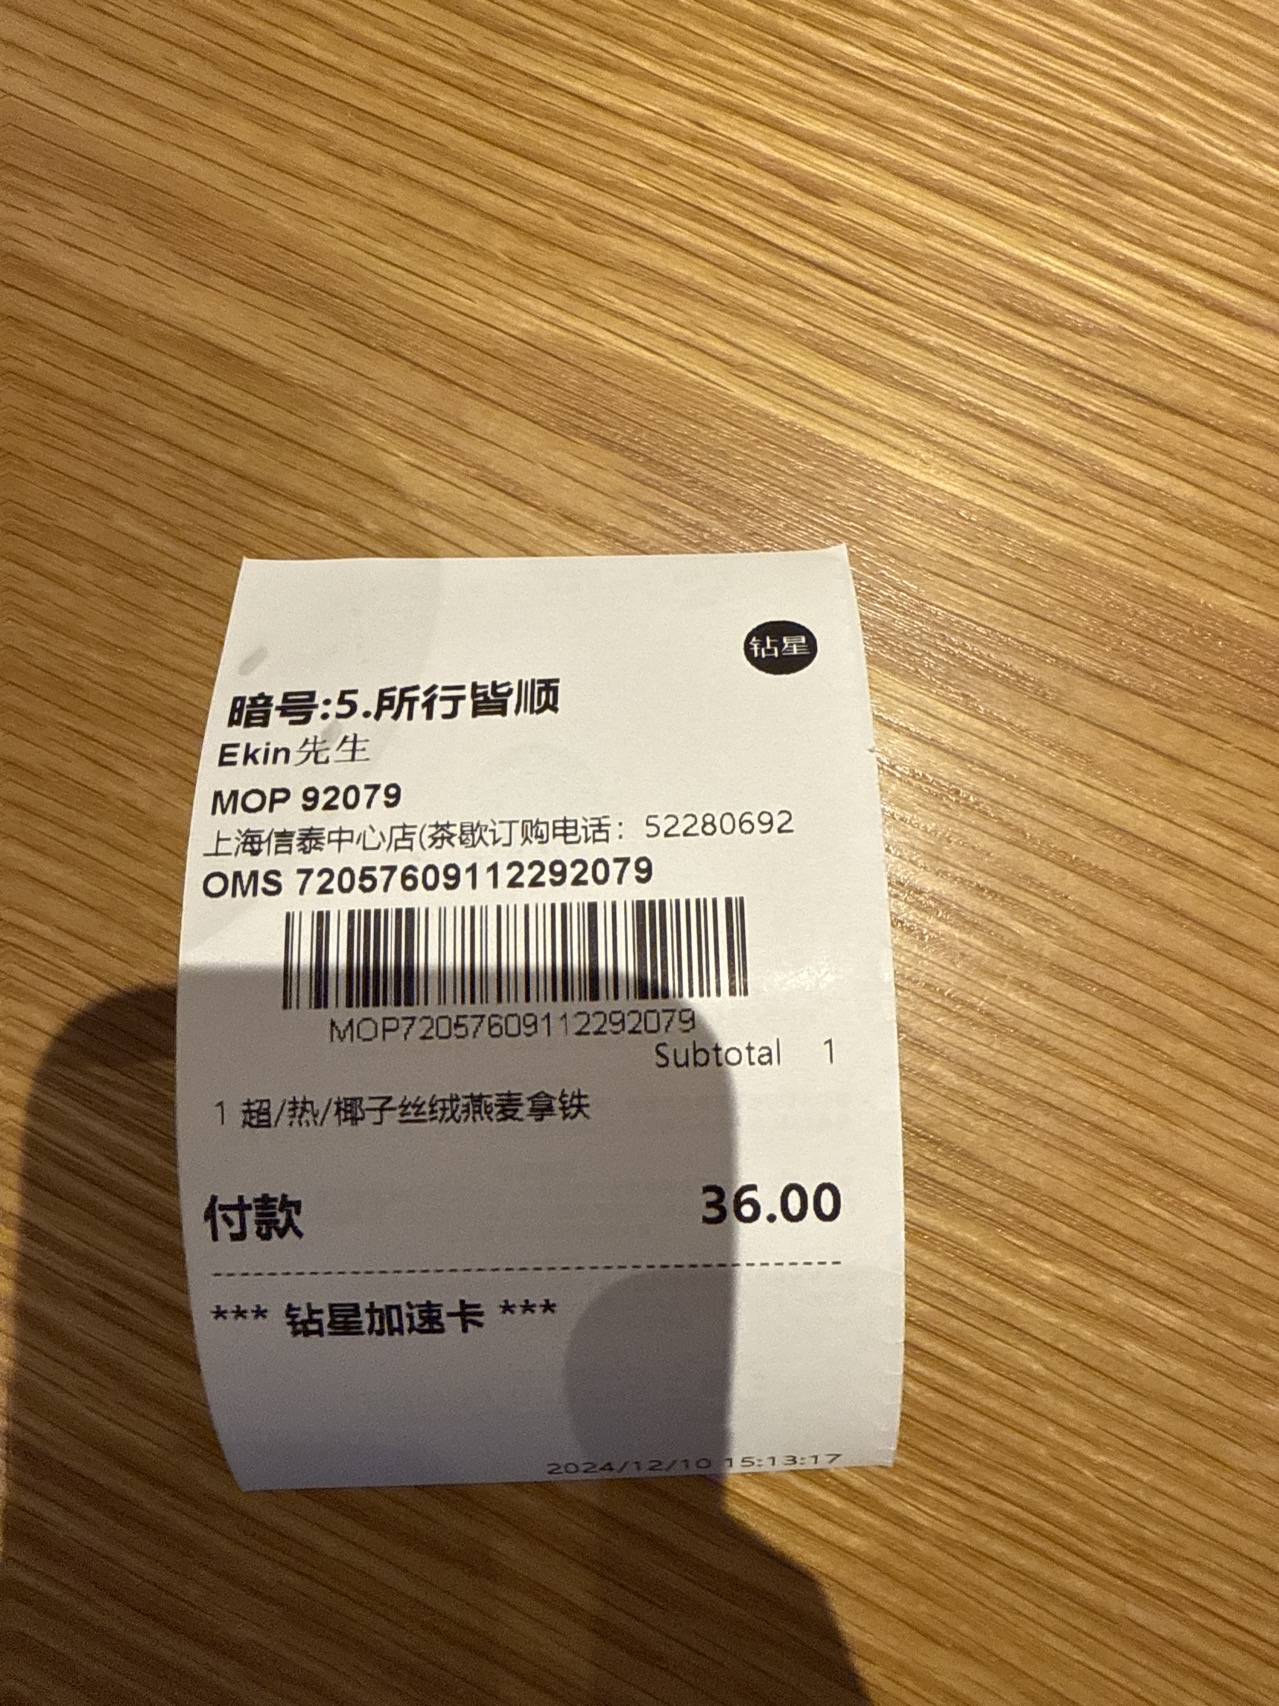 钻星
暗号:5.所行皆顺
Ekin先生
MOP 92079
上海信泰中心店(茶歇订购电话：52280692
OMS 72057609112292079
MOP72057609112292079
Subtotal 1
1 超/热/椰子丝绒燕麦拿铁
付款 36.00
*** 钻星加速卡 ***
2024/12/10 15:13:17